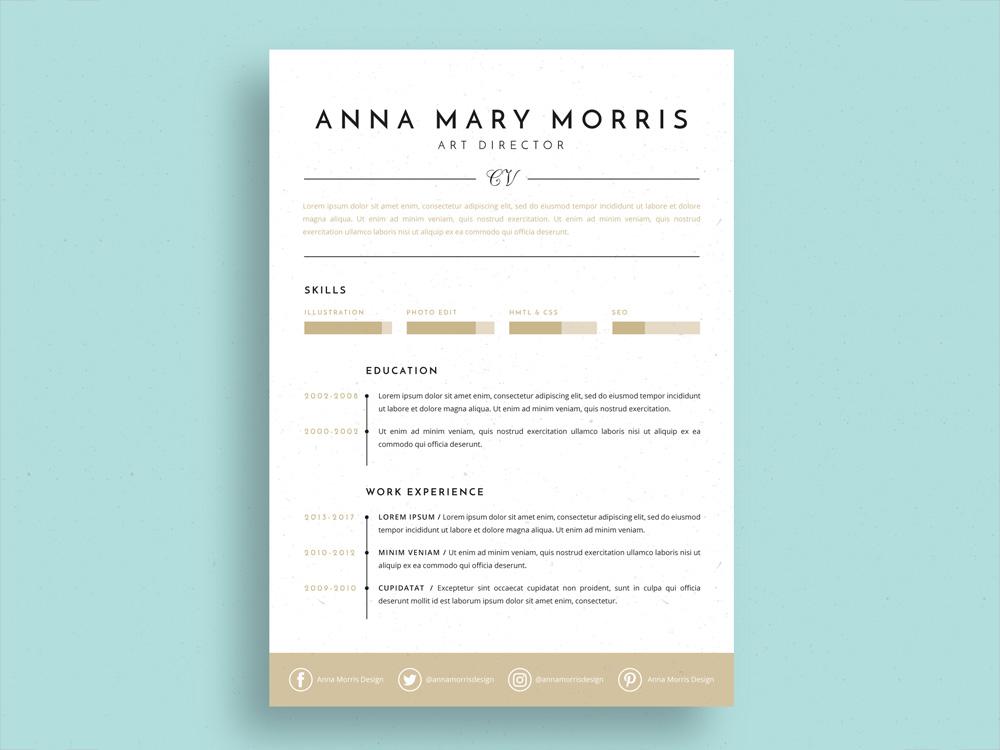 ANNA MARY MORRIS
ART DIRECTOR
CV
Lorem ipsum dolor sit amet enim, consectetur adipiscing elit, sed do eiusmod tempor incididunt ut labore et dolore
magna aliqua. Ut enim ad minim veniam, quis nostrud exercitation. Ut enim ad minim veniam, quis nostrud
exercitation ullamco laboris nisi ut aliquip ex ea commodo qui officia deserunt.
SKILLS
ILLUSTRATION PHOTO EDIT HMTL & CSS SEO
EDUCATION
2002-2008 Lorem ipsum dolor sit amet enim, consectetur adipiscing elit, sed do eiusmod tempor incididunt
ut labore et dolore magna aliqua. Ut enim ad minim veniam, quis nostrud exercitation.
2000-2002 Ut enim ad minim veniam, quis nostrud exercitation ullamco laboris nisi ut aliquip ex ea
commodo qui officia deserunt.
WORK EXPERIENCE
2013-2017 LOREM IPSUM / Lorem ipsum dolor sit amet enim, consectetur adipiscing elit, sed do eiusmod
tempor incididunt ut labore et dolore magna aliqua. Ut enim ad minim veniam.
2010-2012 MINIM VENIAM / Ut enim ad minim veniam, quis nostrud exercitation ullamco laboris nisi ut
aliquip ex ea commodo qui officia deserunt.
2009-2010 CUPIDATAT / Excepteur sint occaecat cupidatat non proident, sunt in culpa qui officia
deserunt mollit id est laborum ipsum dolor sit amet enim, consectetur.
Anna Morris Design @annamorrisdesign @annamorrisdesign Anna Morris Design